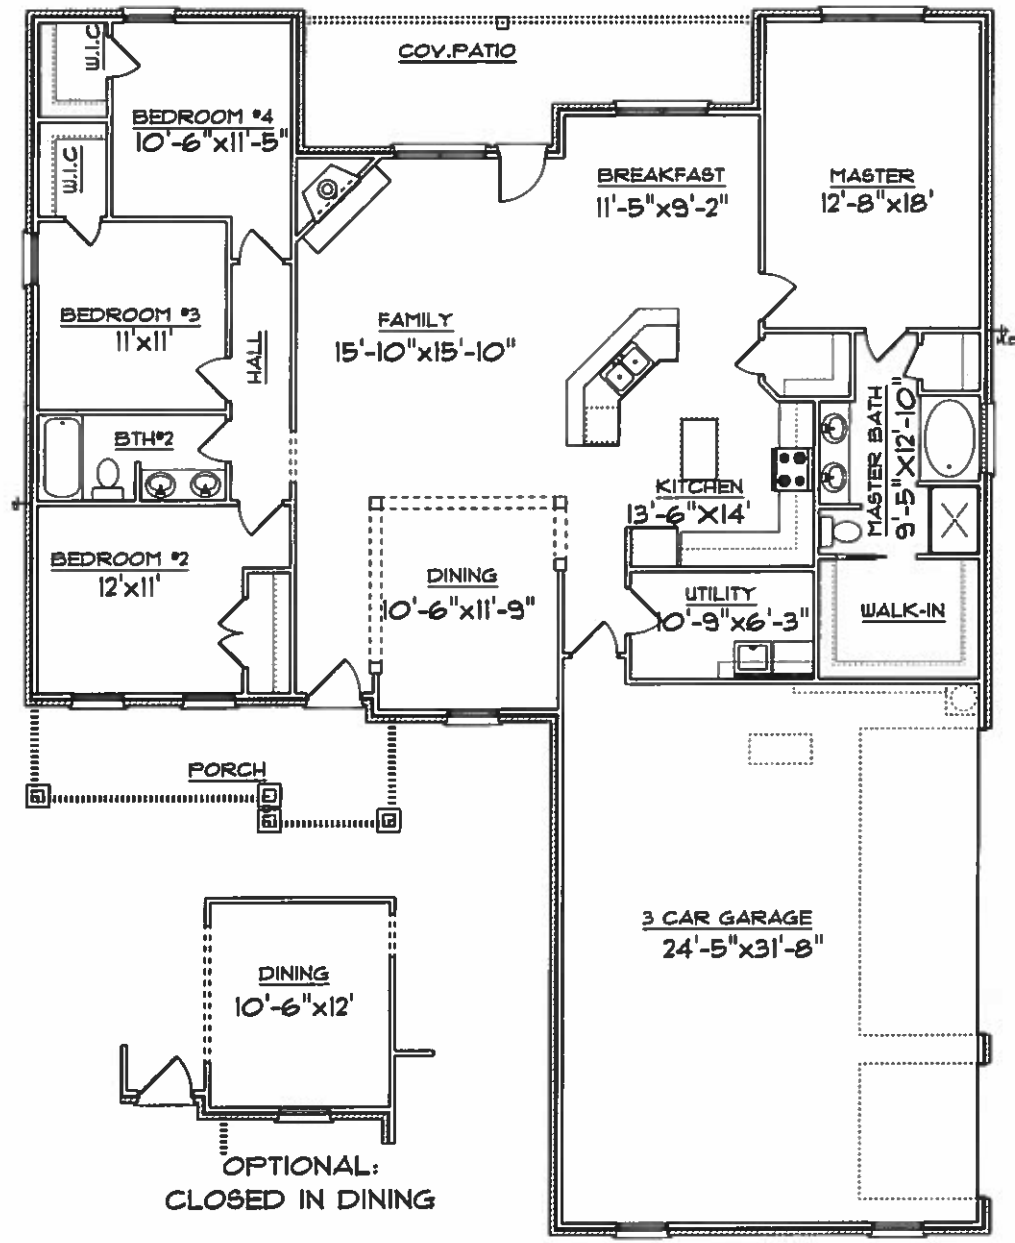 COV.PATIO
W.I.C
BEDROOM #4
10'-6"x11'-5"
W.I.C
BREAKFAST
11'-5"x9'-2"
MASTER
12'-8"x18'
BEDROOM #3
11'x11'
HALL
FAMILY
15'-10"x15'-10"
BTH#2
MASTER BATH
9'-5"x12'-10"
KITCHEN
13'-6"x14'
BEDROOM #2
12'x11'
DINING
10'-6"x11'-9"
UTILITY
10'-9"x6'-3"
WALK-IN
PORCH
3 CAR GARAGE
24'-5"x31'-8"
DINING
10'-6"x12'
OPTIONAL:
CLOSED IN DINING